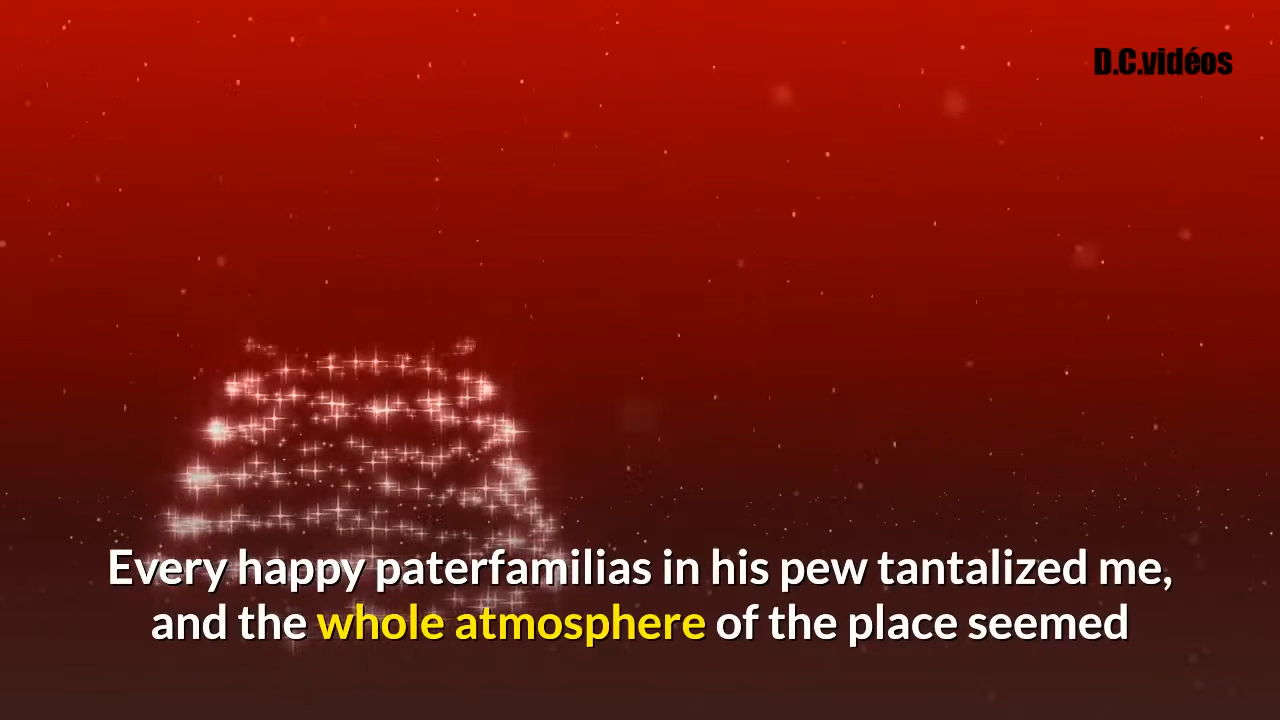 D.C.vidéos
Every happy paterfamilias in his pew tantalized me,
and the whole atmosphere of the place seemed